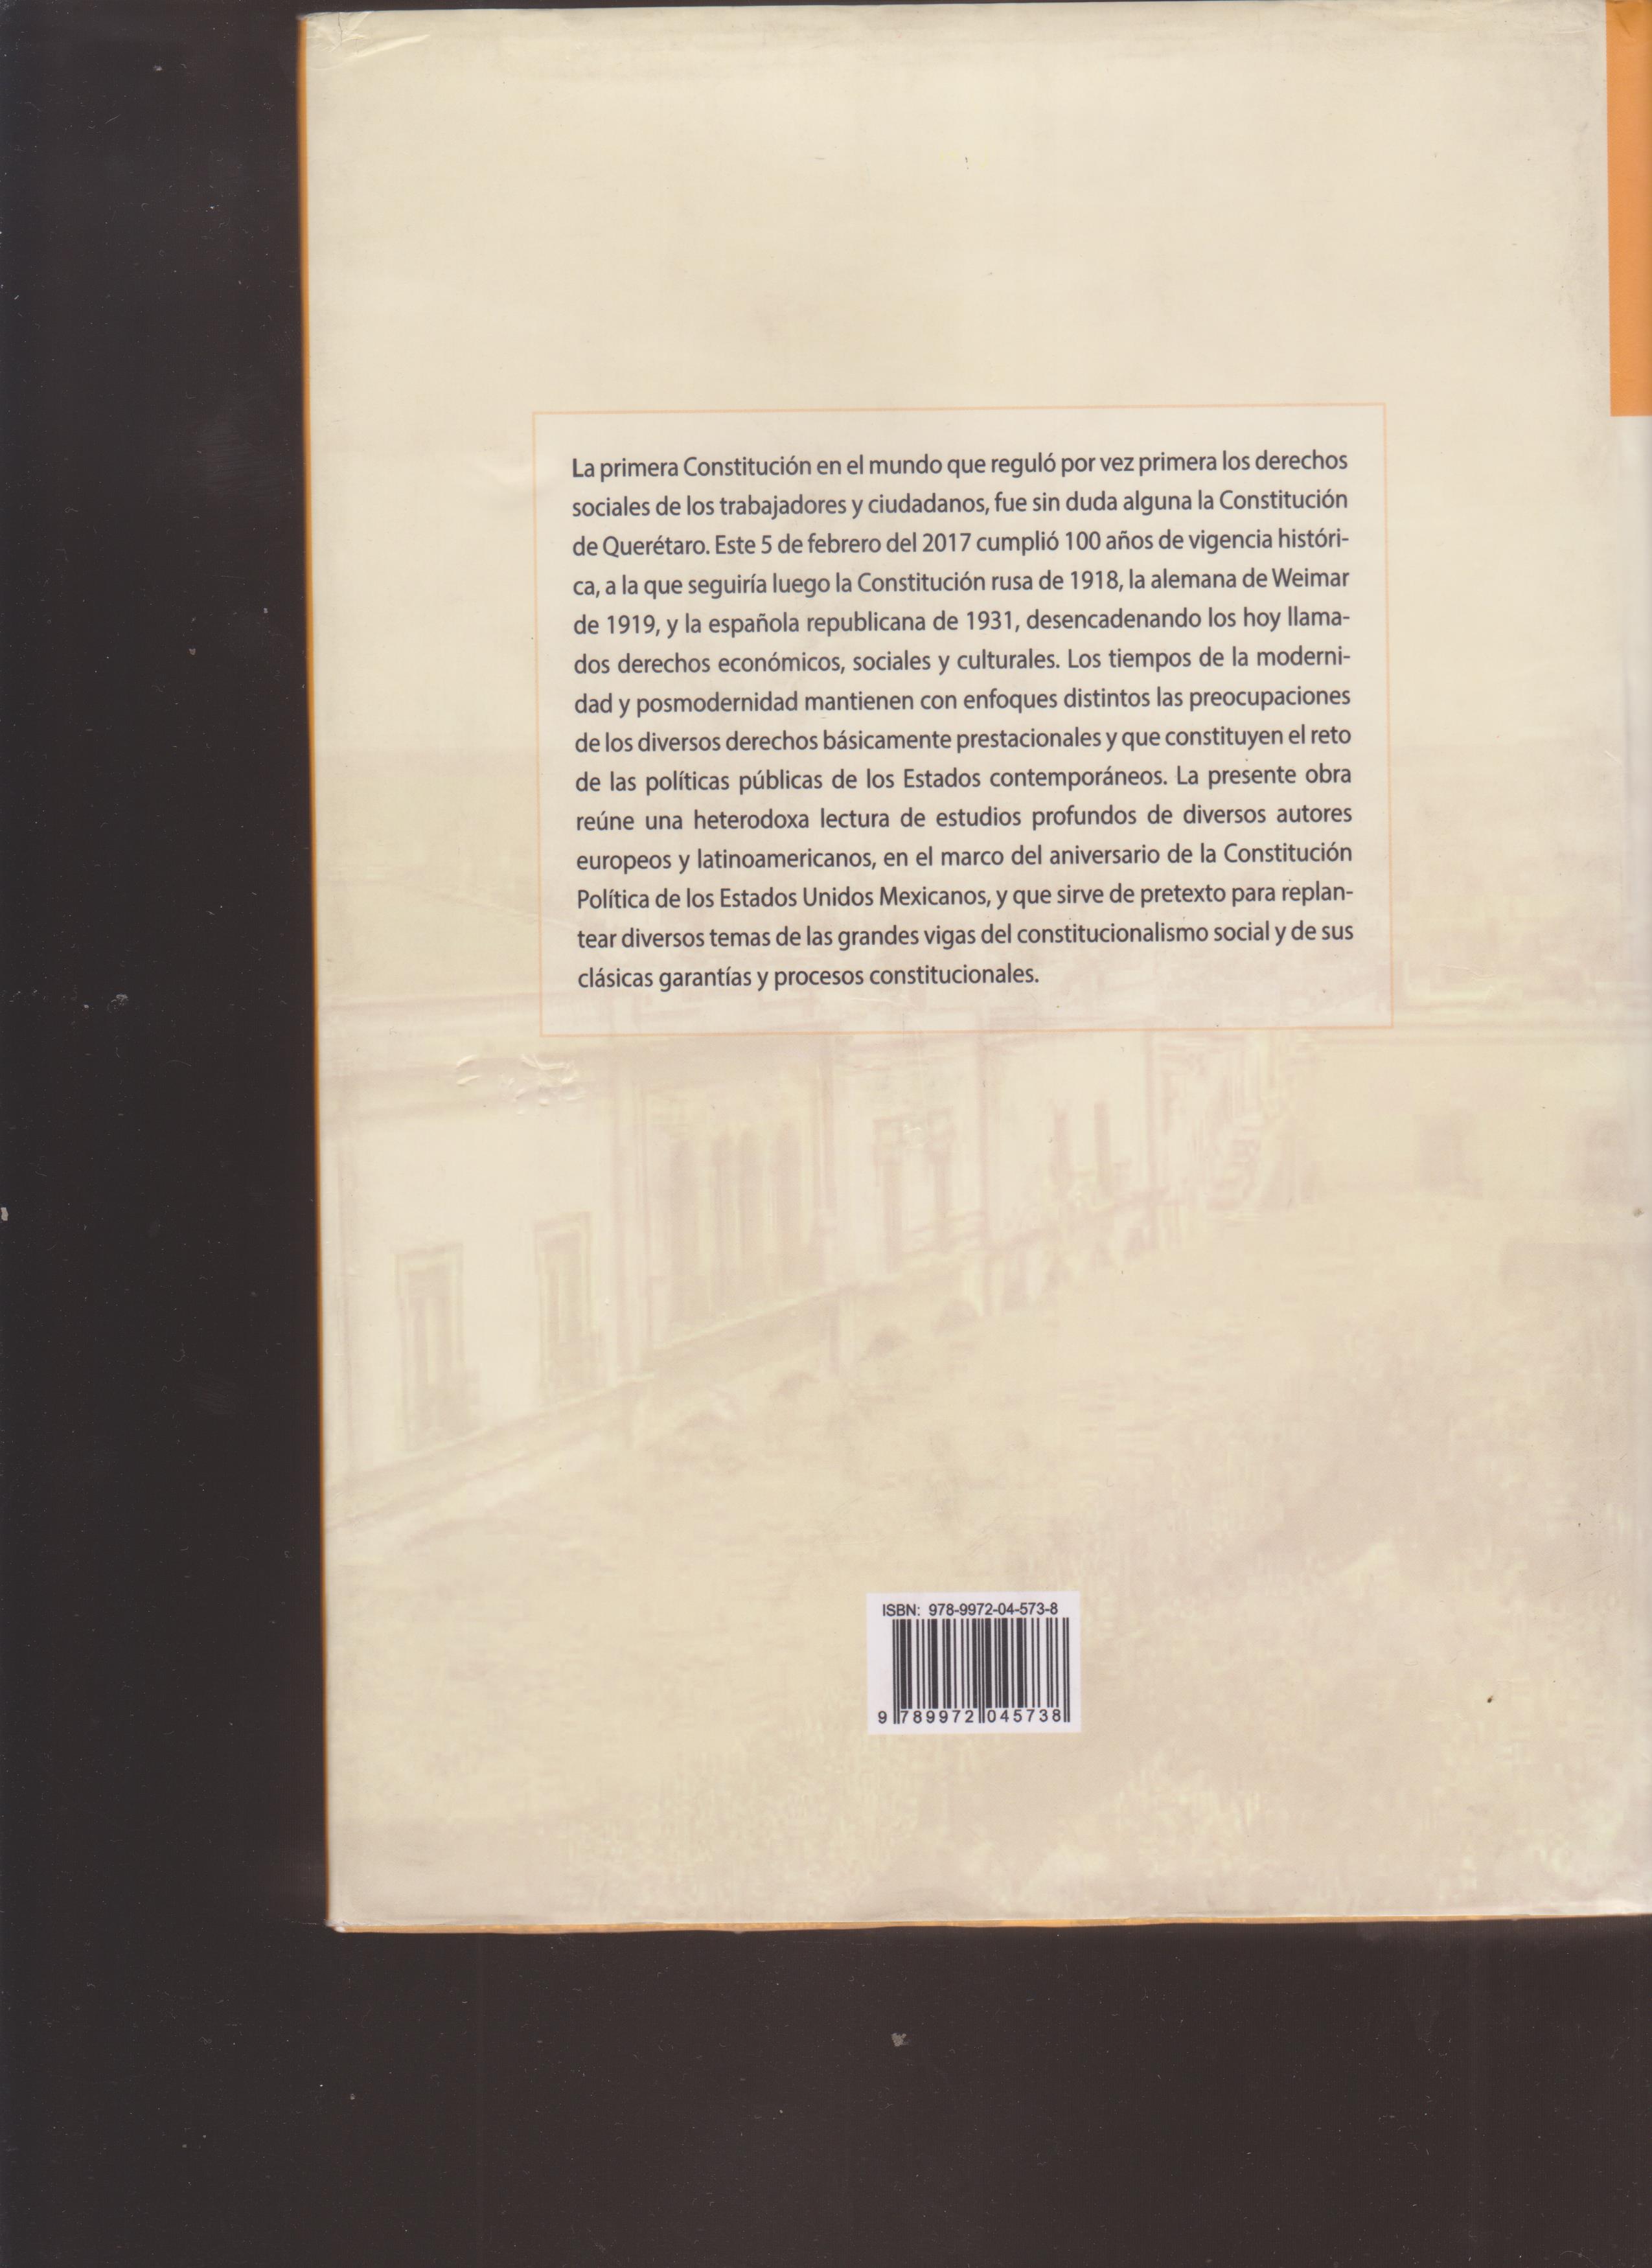 La primera Constitución en el mundo que reguló por vez primera los derechos
sociales de los trabajadores y ciudadanos, fue sin duda alguna la Constitución
de Querétaro. Este 5 de febrero del 2017 cumplió 100 años de vigencia históri-
ca, a la que seguiría luego la Constitución rusa de 1918, la alemana de Weimar
de 1919, y la española republicana de 1931, desencadenando los hoy llama-
dos derechos económicos, sociales y culturales. Los tiempos de la moderni-
dad y posmodernidad mantienen con enfoques distintos las preocupaciones
de los diversos derechos básicamente prestacionales y que constituyen el reto
de las políticas públicas de los Estados contemporáneos. La presente obra
reúne una heterodoxa lectura de estudios profundos de diversos autores
europeos y latinoamericanos, en el marco del aniversario de la Constitución
Política de los Estados Unidos Mexicanos, y que sirve de pretexto para replan-
tear diversos temas de las grandes vigas del constitucionalismo social y de sus
clásicas garantías y procesos constitucionales.
ISBN: 978-9972-04-573-8
9 789972 045738